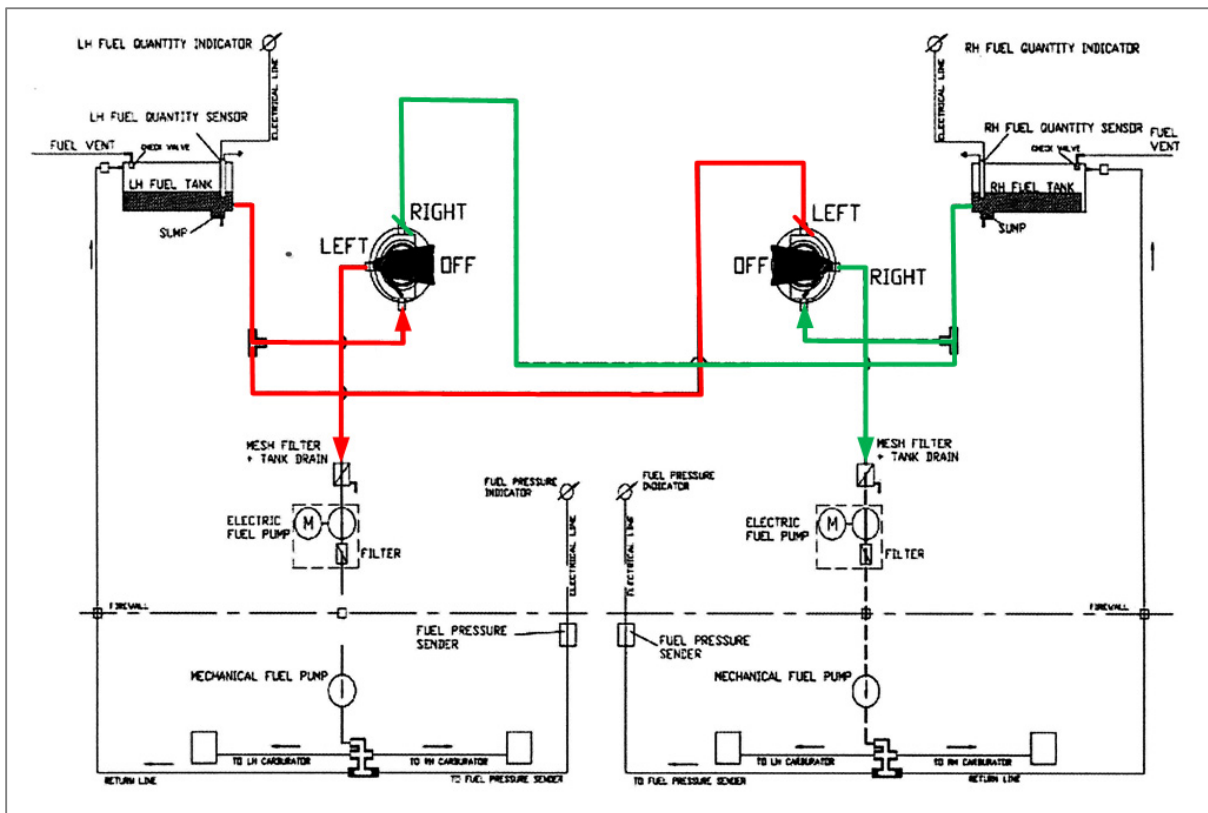 LH FUEL QUANTITY INDICATOR
ELECTRICAL LINE
LH FUEL QUANTITY SENSOR
FUEL VENT
CHECK VALVE
LH FUEL TANK
SUMP
RIGHT
LEFT
OFF
RH FUEL QUANTITY INDICATOR
ELECTRICAL LINE
RH FUEL QUANTITY SENSOR
FUEL
VENT
CHECK VALVE
RH FUEL TANK
SUMP
LEFT
OFF
RIGHT
MESH FILTER
+ TANK DRAIN
ELECTRIC
FUEL PUMP
M
FILTER
FUEL PRESSURE
INDICATOR
ELECTRICAL LINE
FUEL PRESSURE
INDICATOR
ELECTRICAL LINE
MESH FILTER
+ TANK DRAIN
ELECTRIC
FUEL PUMP
M
FILTER
FIREWALL
FIREWALL
FUEL PRESSURE
SENDER
FUEL PRESSURE
SENDER
MECHANICAL FUEL PUMP
MECHANICAL FUEL PUMP
TO LH CARBURATOR
TO RH CARBURATOR
RETURN LINE
TO FUEL PRESSURE SENDER
TO LH CARBURATOR
TO RH CARBURATOR
TO FUEL PRESSURE SENDER
RETURN LINE